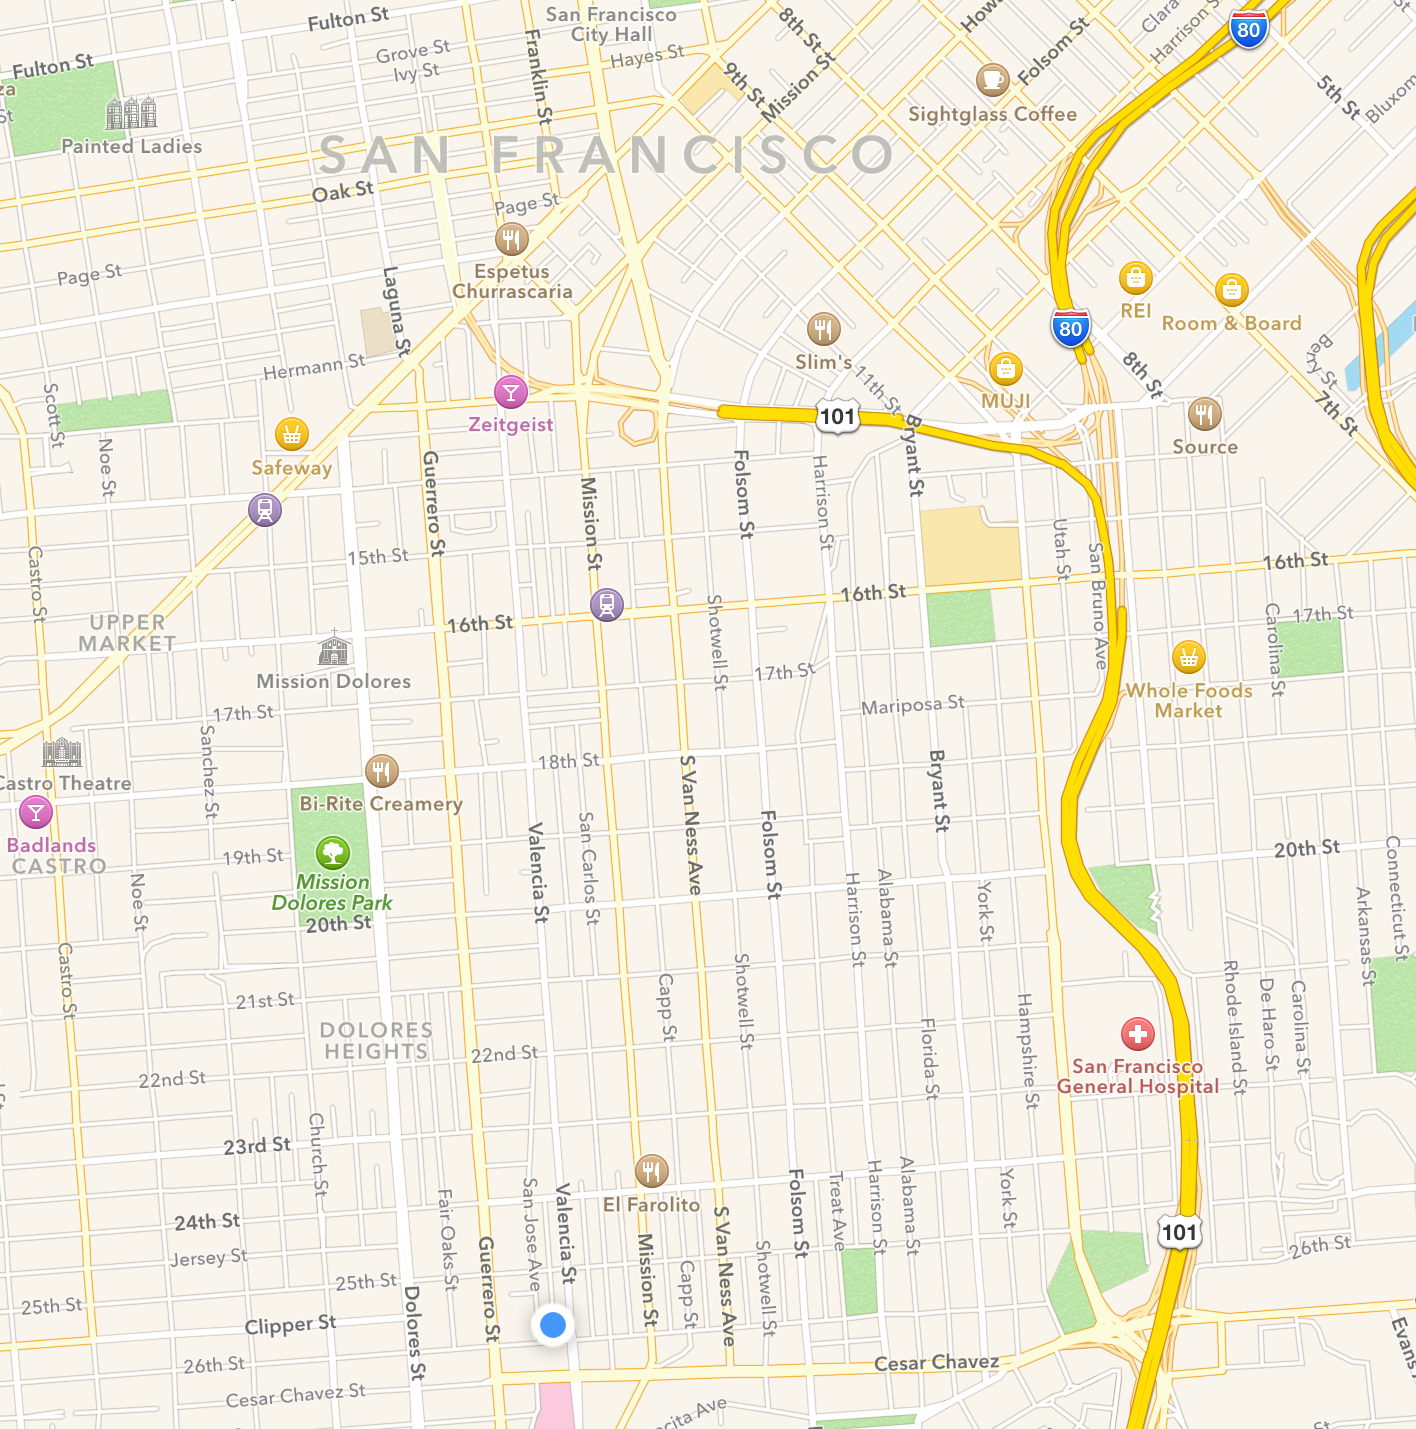 Fulton St
Fulton St
Grove St
Ivy St
Franklin St
San Francisco
City Hall
Hayes St
8th St
9th St
Mission St
Folsom St
Harrison St
80
5th St
za
St
Painted Ladies
Sightglass Coffee
SAN FRANCISCO
Oak St
Page St
Page St
Espetus
Churrascaria
Laguna St
Hermann St
Slim's
REI
Room & Board
80
Berry St
7th St
8th St
MUJI
11th St
101
Source
Zeitgeist
Scott St
Noe St
Safeway
Guerrero St
Mission St
Folsom St
Harrison St
Bryant St
Utah St
San Bruno Ave
15th St
Castro St
16th St
16th St
16th St
UPPER
MARKET
Mission Dolores
Shotwell St
17th St
17th St
Carolina St
Whole Foods
Market
17th St
Mariposa St
Sanchez St
Castro Theatre
18th St
Bi-Rite Creamery
S Van Ness Ave
Bryant St
Badlands
CASTRO
19th St
Mission
Dolores Park
20th St
Valencia St
San Carlos St
Folsom St
20th St
Noe St
Harrison St
Alabama St
York St
Connecticut St
Arkansas St
Castro St
21st St
Capp St
Shotwell St
Rhode Island St
De Haro St
Carolina St
Hampshire St
Florida St
DOLORES
HEIGHTS
22nd St
22nd St
San Francisco
General Hospital
23rd St
Church St
24th St
Jersey St
Fair Oaks St
San Jose Ave
Valencia St
El Farolito
Folsom St
Treat Ave
Harrison St
Alabama St
York St
101
26th St
25th St
25th St
Clipper St
Dolores St
Guerrero St
Mission St
Capp St
S Van Ness Ave
Shotwell St
26th St
Cesar Chavez St
Cesar Chavez
Evans